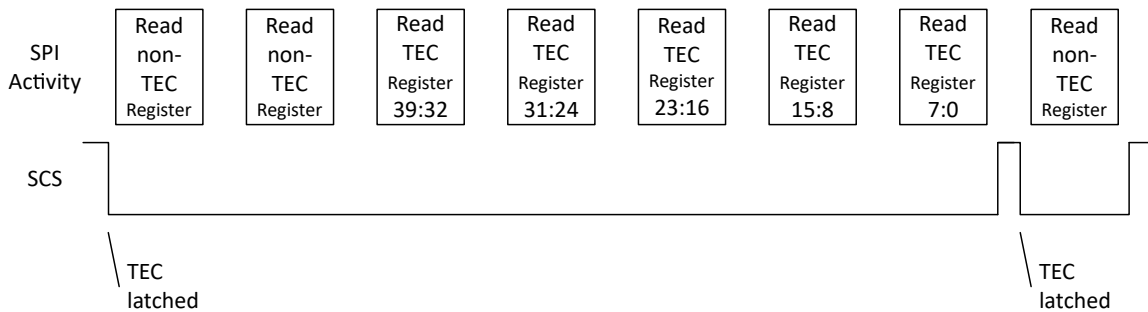 SPI
Activity
Read
non-
TEC
Register
Read
non-
TEC
Register
Read
TEC
Register
39:32
Read
TEC
Register
31:24
Read
TEC
Register
23:16
Read
TEC
Register
15:8
Read
TEC
Register
7:0
Read
non-
TEC
Register
SCS
TEC
latched
TEC
latched